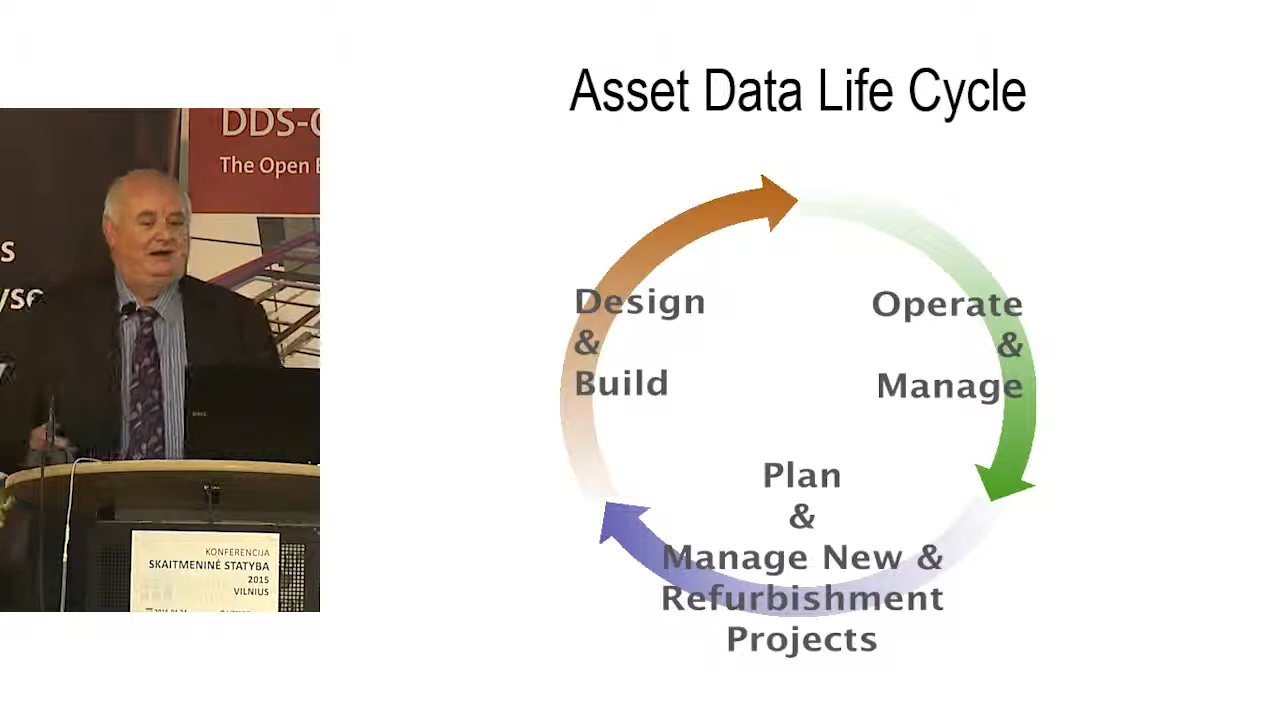 Asset Data Life Cycle
Design
&
Build
Operate
&
Manage
Plan
&
Manage New &
Refurbishment
Projects
The Open
KONFERENCIJA
SKAITMENINĖ STATYBA
2015
VILNIUS